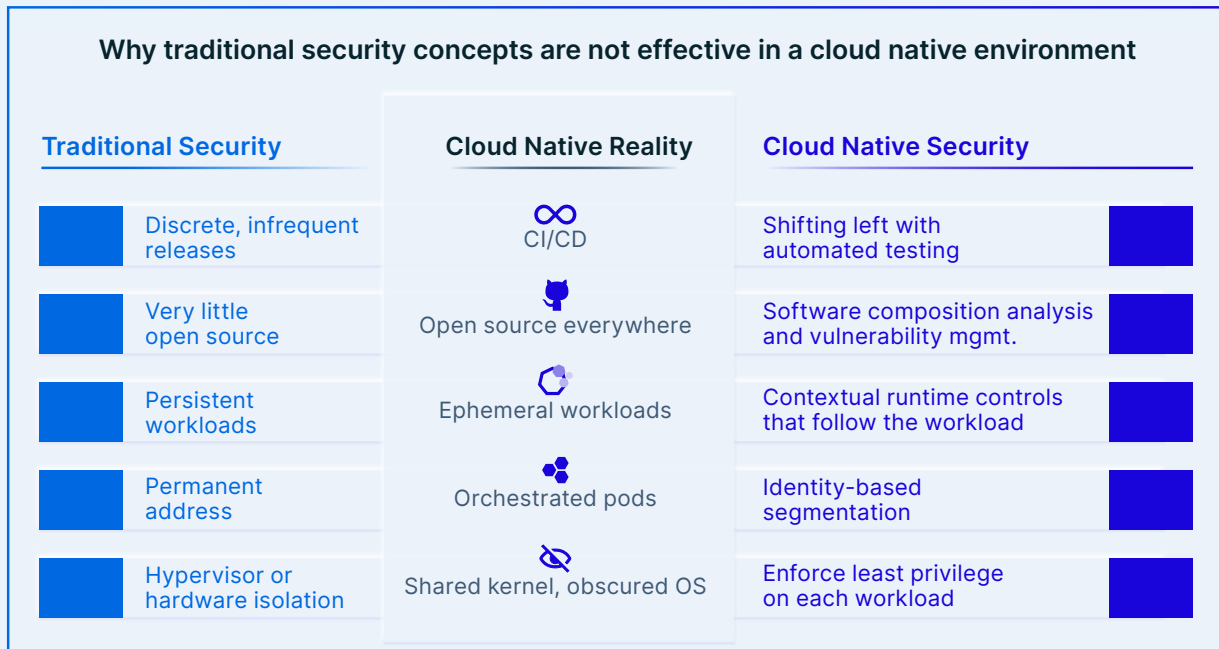 Why traditional security concepts are not effective in a cloud native environment
Traditional Security
Cloud Native Reality
Cloud Native Security
Discrete, infrequent
releases
CI/CD
Shifting left with
automated testing
Very little
open source
Open source everywhere
Software composition analysis
and vulnerability mgmt.
Persistent
workloads
Ephemeral workloads
Contextual runtime controls
that follow the workload
Permanent
address
Orchestrated pods
Identity-based
segmentation
Hypervisor or
hardware isolation
Shared kernel, obscured OS
Enforce least privilege
on each workload